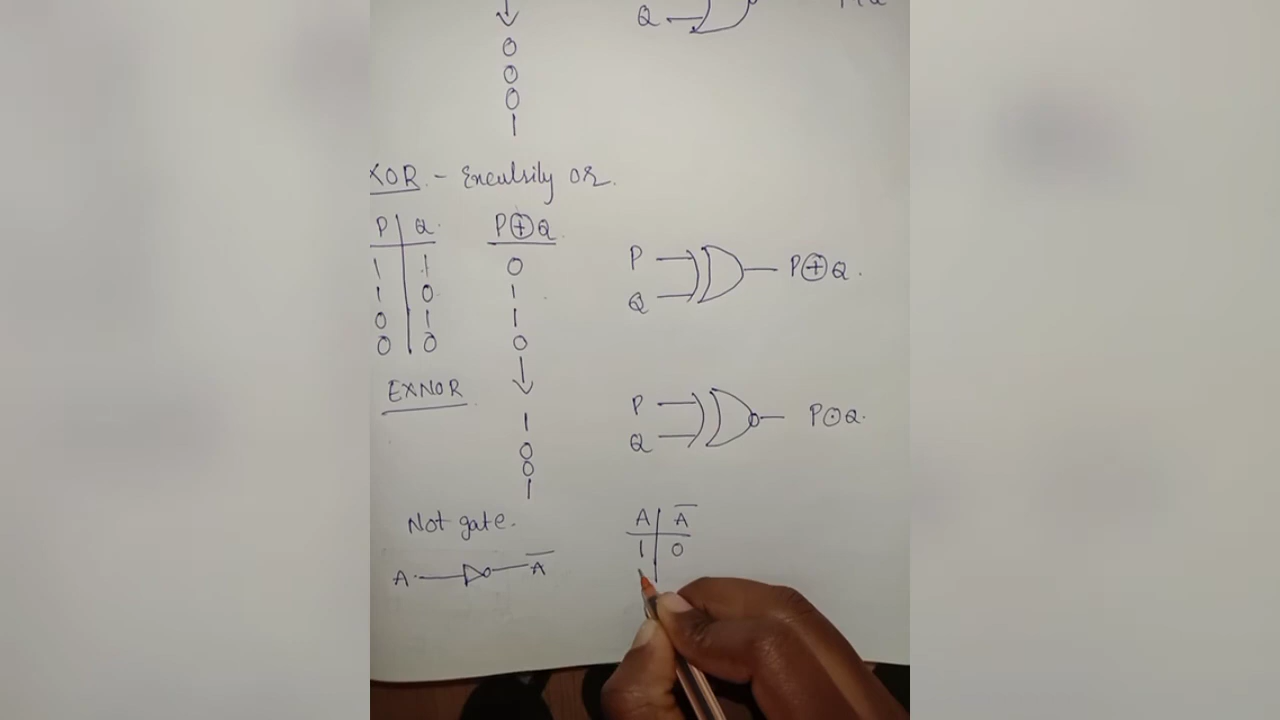 Q
0
0
0
1
XOR - Exculsily or.
P Q P⊕Q
1 1 0
1 0 1
0 1 1
0 0 0
P
Q
P⊕Q.
EXNOR
1
0
0
1
P
Q
P⊙Q.
Not gate.
A A̅
A A̅
1 0